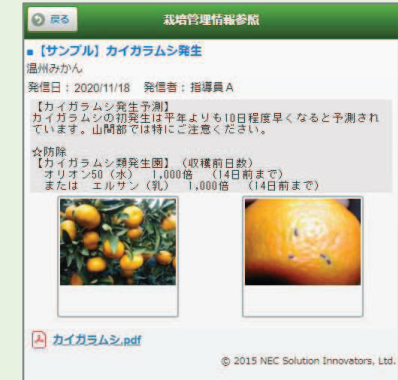 戻る
栽培管理情報参照
■【サンプル】カイガラムシ発生
温州みかん
発信日：2020/11/18　発信者：指導員A
【カイガラムシ発生予測】
カイガラムシの初発生は平年よりも10日程度早くなると予測され
ています。山間部では特にご注意ください。
☆防除
【カイガラムシ類発生園】（収穫前日数）
オリオン50（水）　1,000倍　（14日前まで）
または　エルサン（乳）　1,000倍　（14日前まで）
カイガラムシ.pdf
© 2015 NEC Solution Innovators, Ltd.